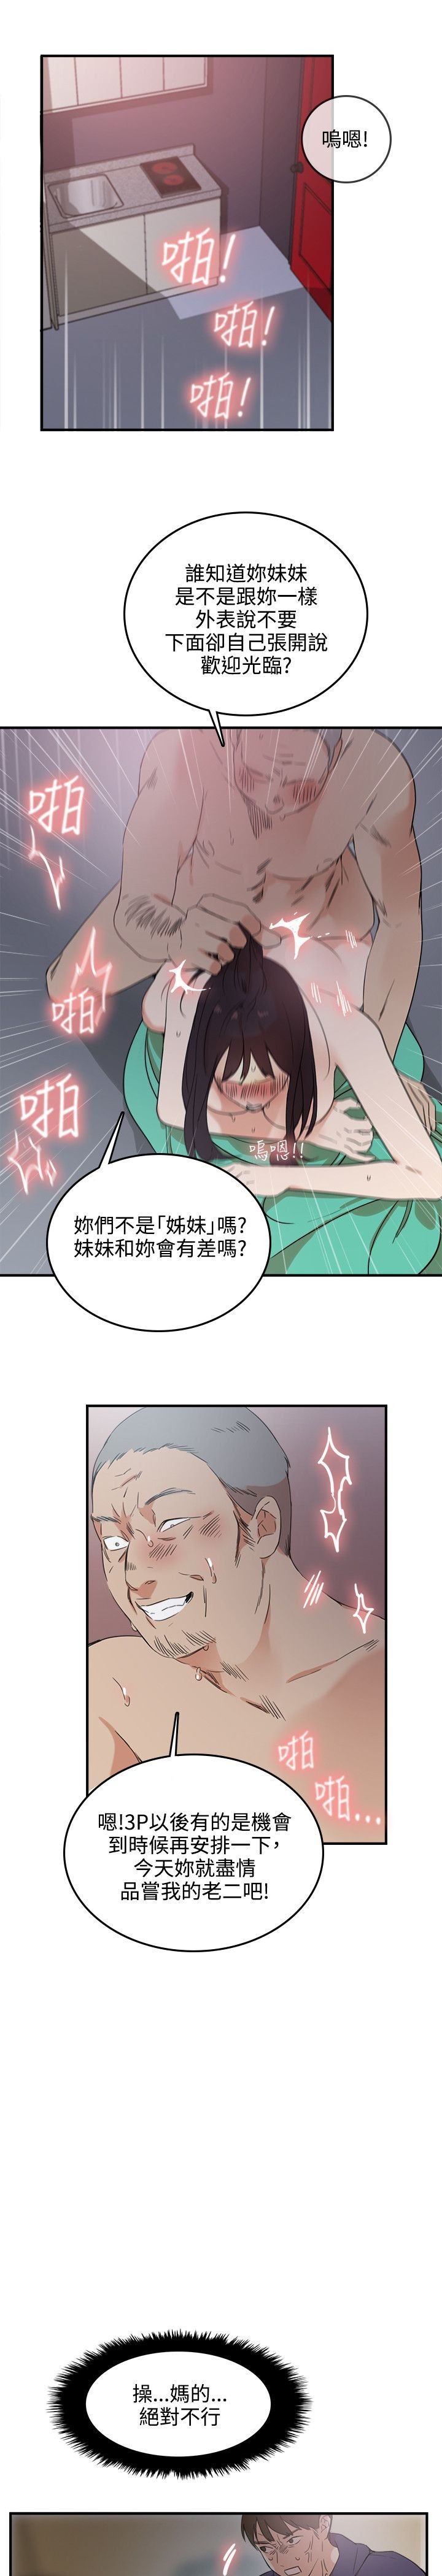 嗚嗯!
啪!
啪!
啪!
誰知道妳妹妹
是不是跟妳一樣
外表說不要
下面卻自己張開說
歡迎光臨?
啪
啪
啪
嗚嗯!!
妳們不是「姊妹」嗎?
妹妹和妳會有差嗎?
啪
啪...
嗯!3P以後有的是機會
到時候再安排一下,
今天妳就盡情
品嘗我的老二吧!
操...媽的...
絕對不行